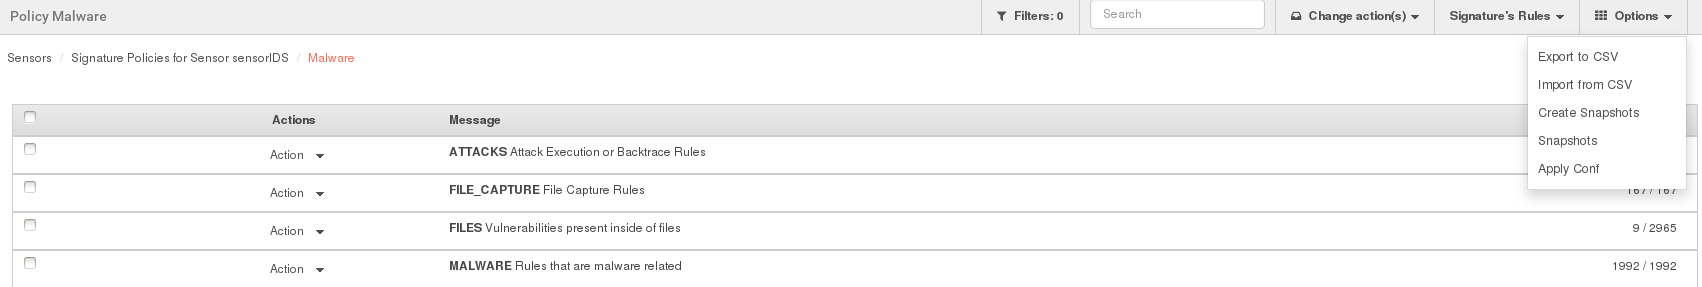 Policy Malware
Filters: 0
Search
Change action(s)
Signature's Rules
Options
Sensors / Signature Policies for Sensor sensorIDS / Malware
Export to CSV
Import from CSV
Create Snapshots
Snapshots
Apply Conf
Actions Message
Action ATTACKS Attack Execution or Backtrace Rules
Action FILE_CAPTURE File Capture Rules 167 / 167
Action FILES Vulnerabilities present inside of files 9 / 2965
Action MALWARE Rules that are malware related 1992 / 1992